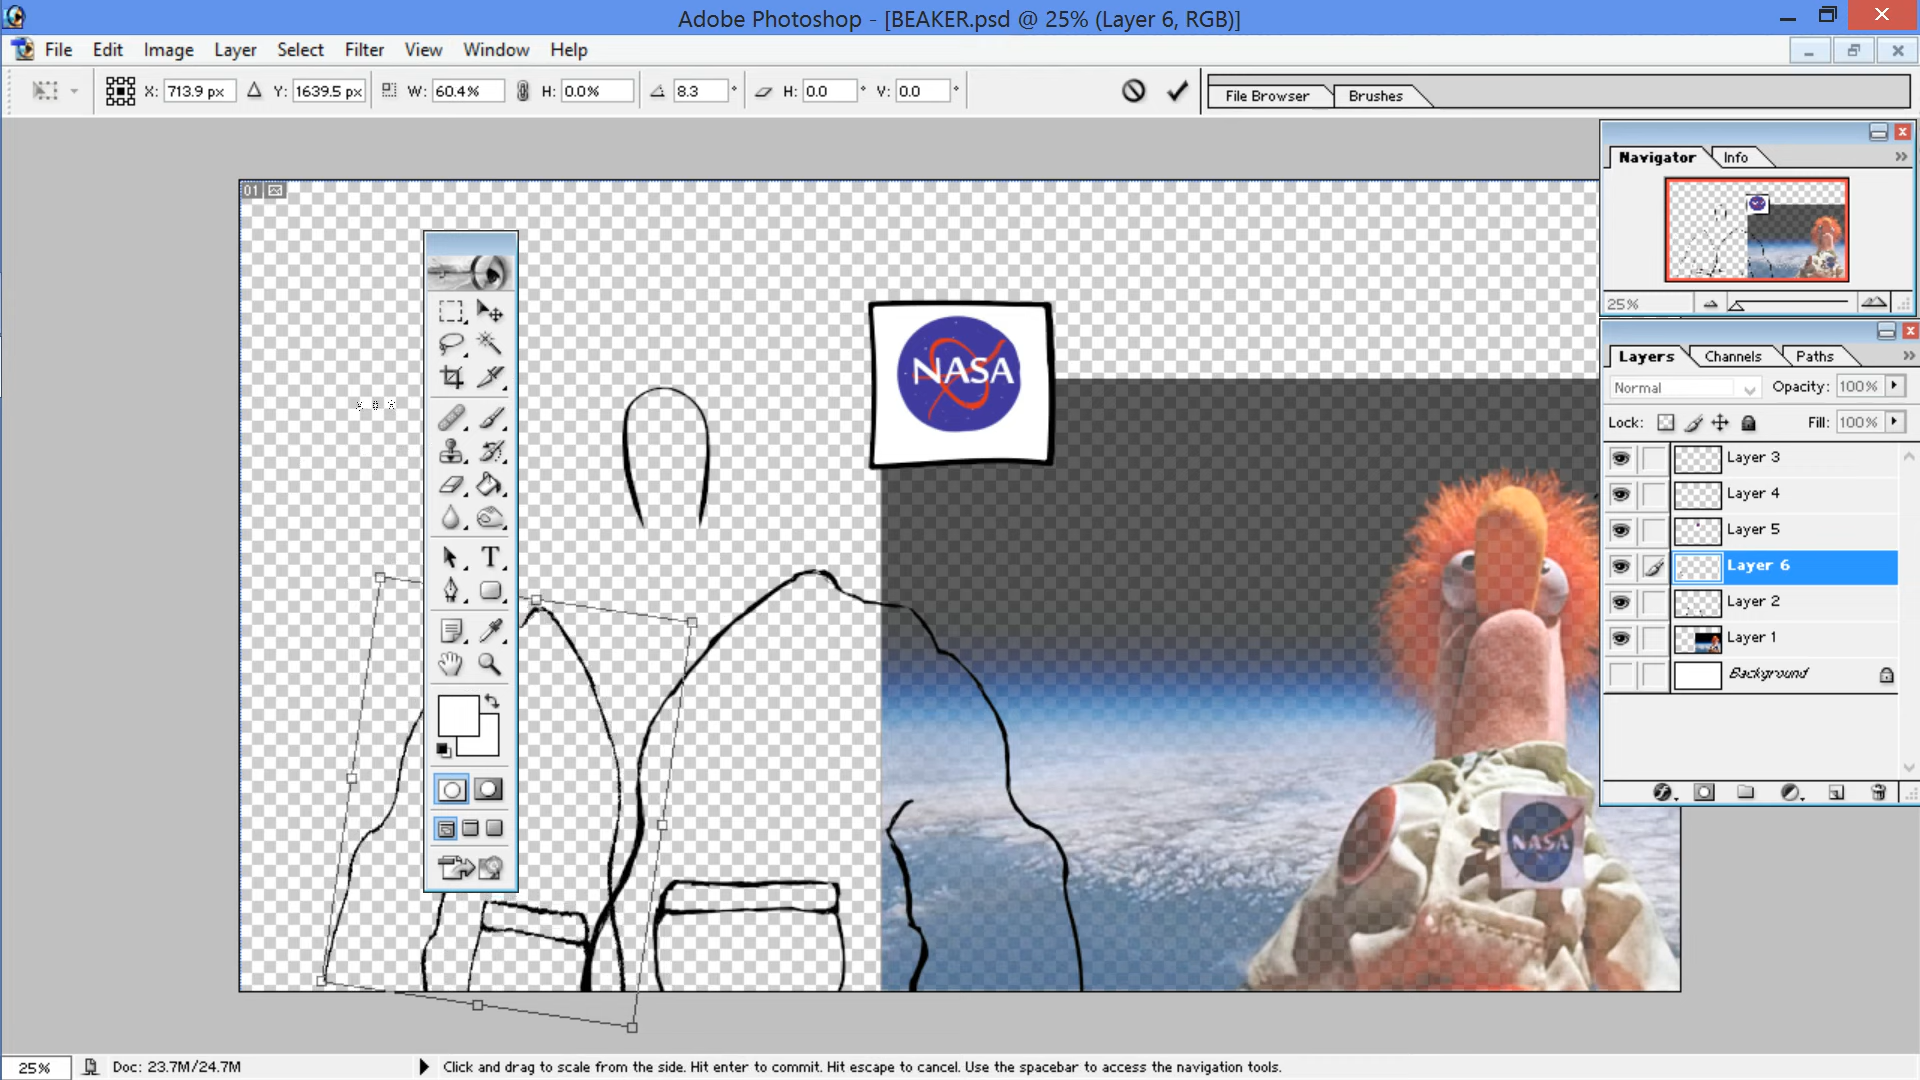 Adobe Photoshop - [BEAKER.psd @ 25% (Layer 6, RGB)]
File Edit Image Layer Select Filter View Window Help
X: 713.9 px Y: 1639.5 px W: 60.4% H: 0.0% 8.3 ° H: 0.0 ° V: 0.0 °
File Browser Brushes
Navigator Info
25%
01
NASA
Layers Channels Paths
Normal Opacity: 100%
Lock: Fill: 100%
Layer 3
Layer 4
Layer 5
Layer 6
Layer 2
Layer 1
Background
T
NASA
25% Doc: 23.7M/24.7M Click and drag to scale from the side. Hit enter to commit. Hit escape to cancel. Use the spacebar to access the navigation tools.